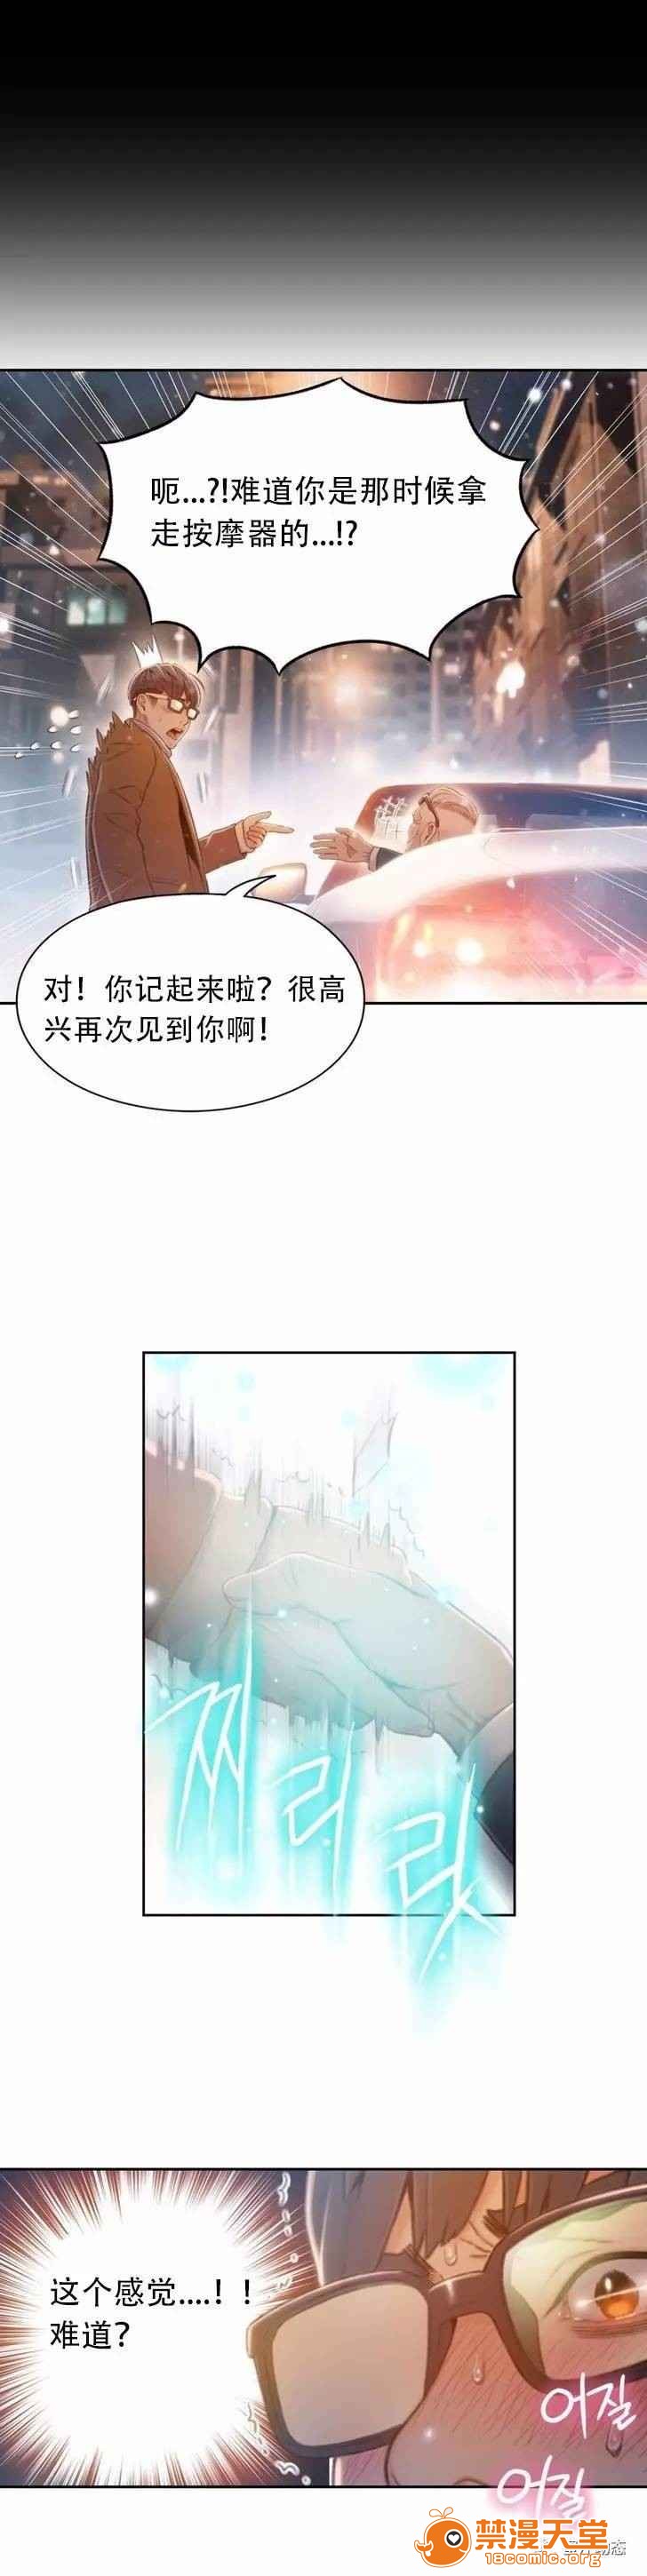 呃...?!难道你是那时候拿
走按摩器的...!?
对！你记起来啦？很高
兴再次见到你啊！
찌리릿
这个感觉....！！
难道？
어질
어질
禁漫天堂
18comic.org